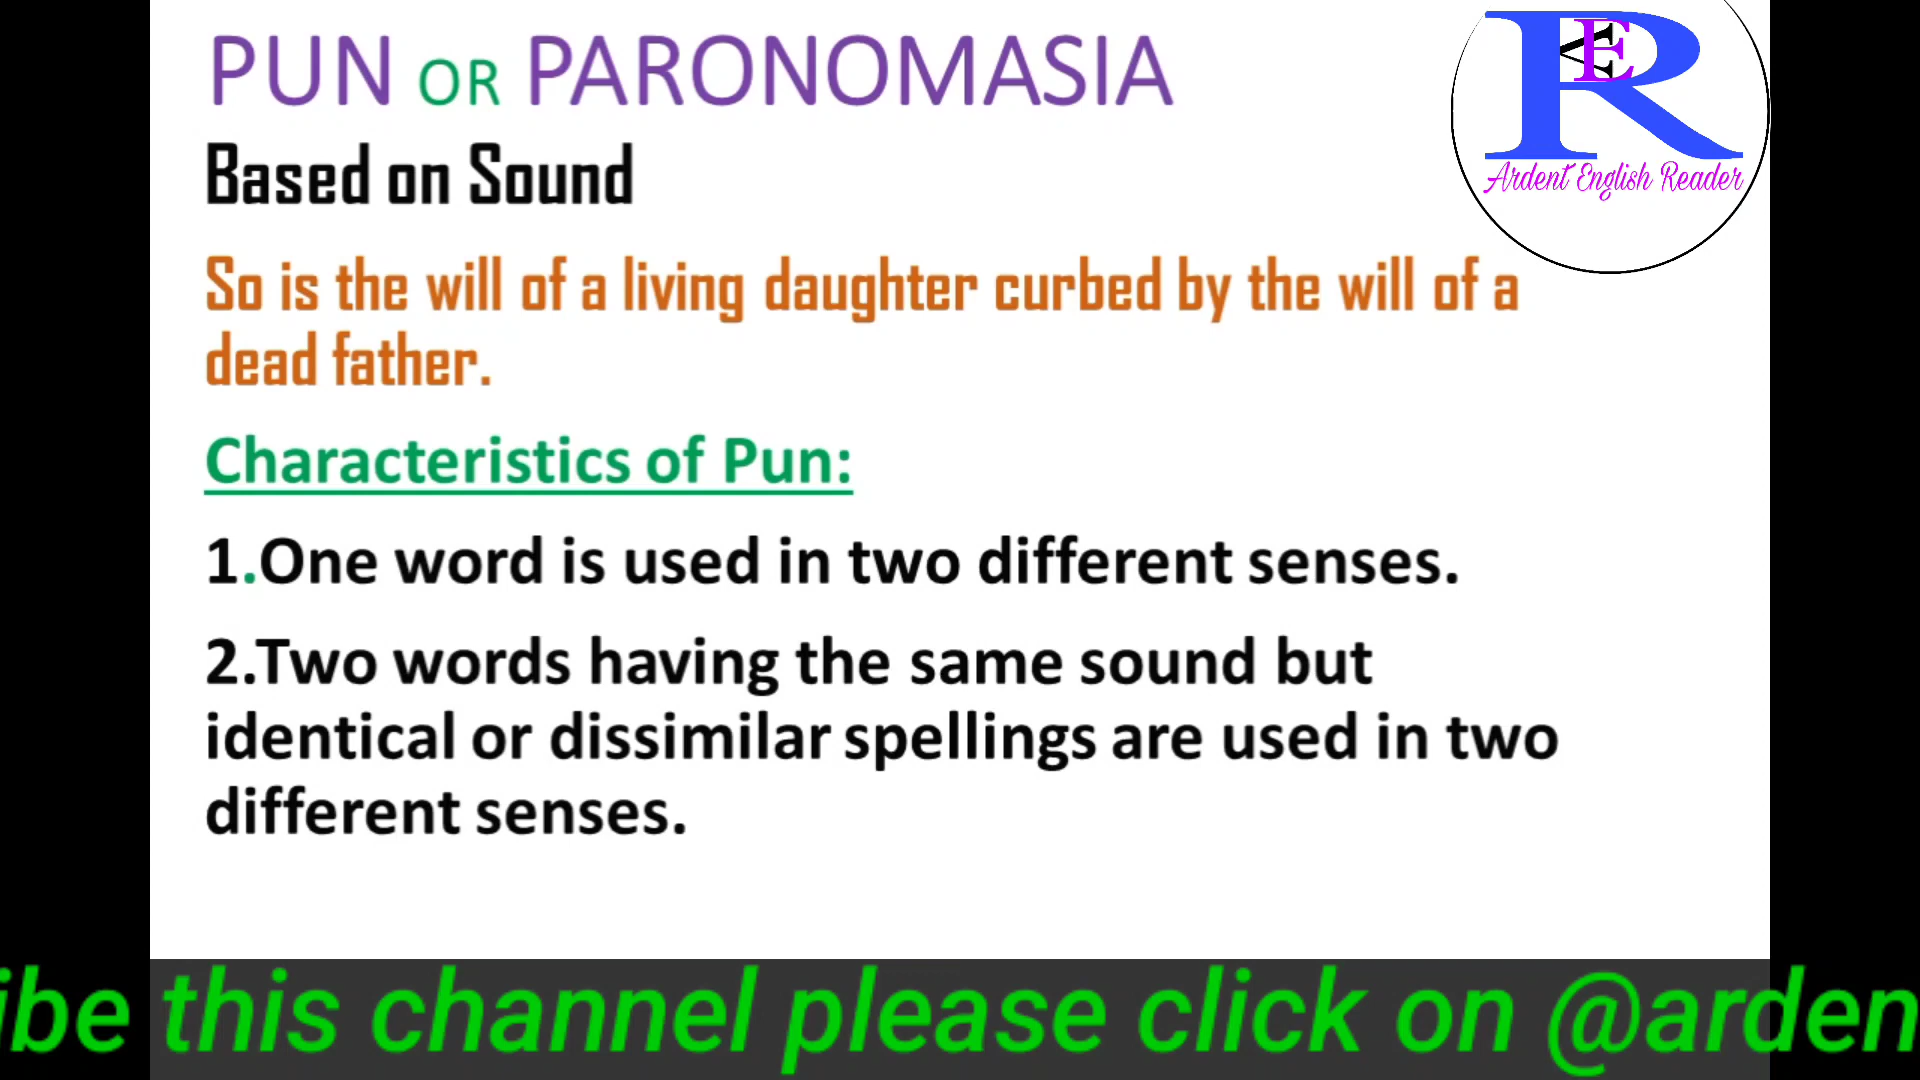 PUN OR PARONOMASIA
AER
Ardent English Reader
Based on Sound
So is the will of a living daughter curbed by the will of a
dead father.
Characteristics of Pun:
1.One word is used in two different senses.
2.Two words having the same sound but
identical or dissimilar spellings are used in two
different senses.
ibe this channel please click on @arden